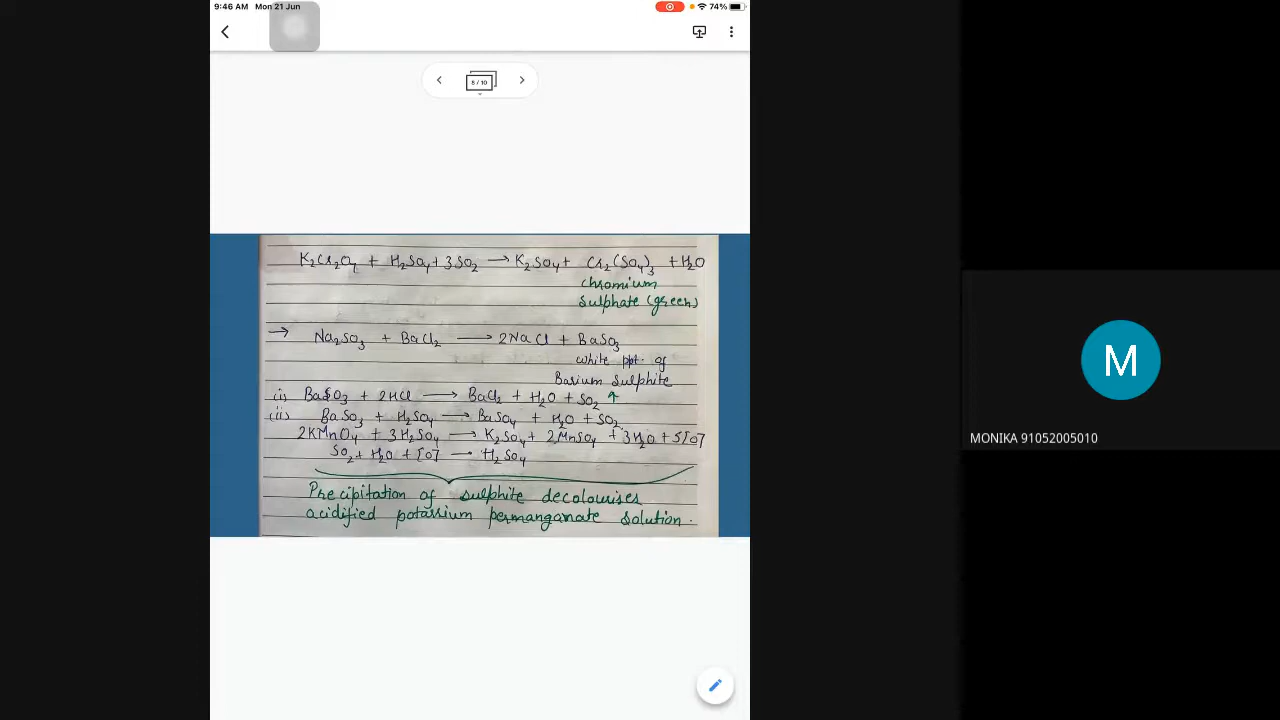 9:46 AM Mon 21 Jun
74%
8 / 10
K₂Cr₂O₇ + H₂SO₄ + 3SO₂ → K₂SO₄ + Cr₂(SO₄)₃ + H₂O
chromium
sulphate (green)
→ Na₂SO₃ + BaCl₂ → 2NaCl + BaSO₃
white ppt. of
Barium Sulphite
(i) BaSO₃ + 2HCl → BaCl₂ + H₂O + SO₂ ↑
(ii) BaSO₃ + H₂SO₄ → BaSO₄ + H₂O + SO₂
2KMnO₄ + 3H₂SO₄ → K₂SO₄ + 2MnSO₄ + 3H₂O + 5[O]
SO₂ + H₂O + [O] → H₂SO₄
Precipitation of sulphite decolourises
acidified potassium permanganate solution.
M
MONIKA 91052005010